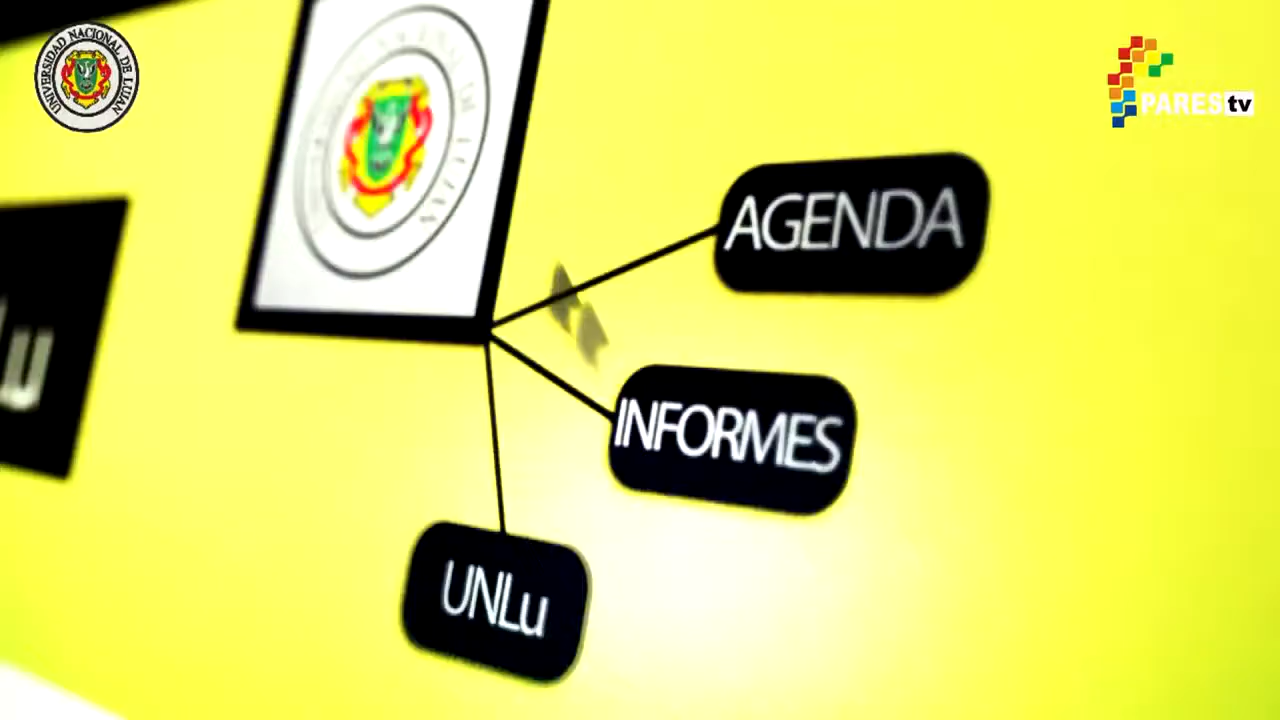 UNIVERSIDAD NACIONAL DE LUJAN
PARES tv
AGENDA
INFORMES
UNLu